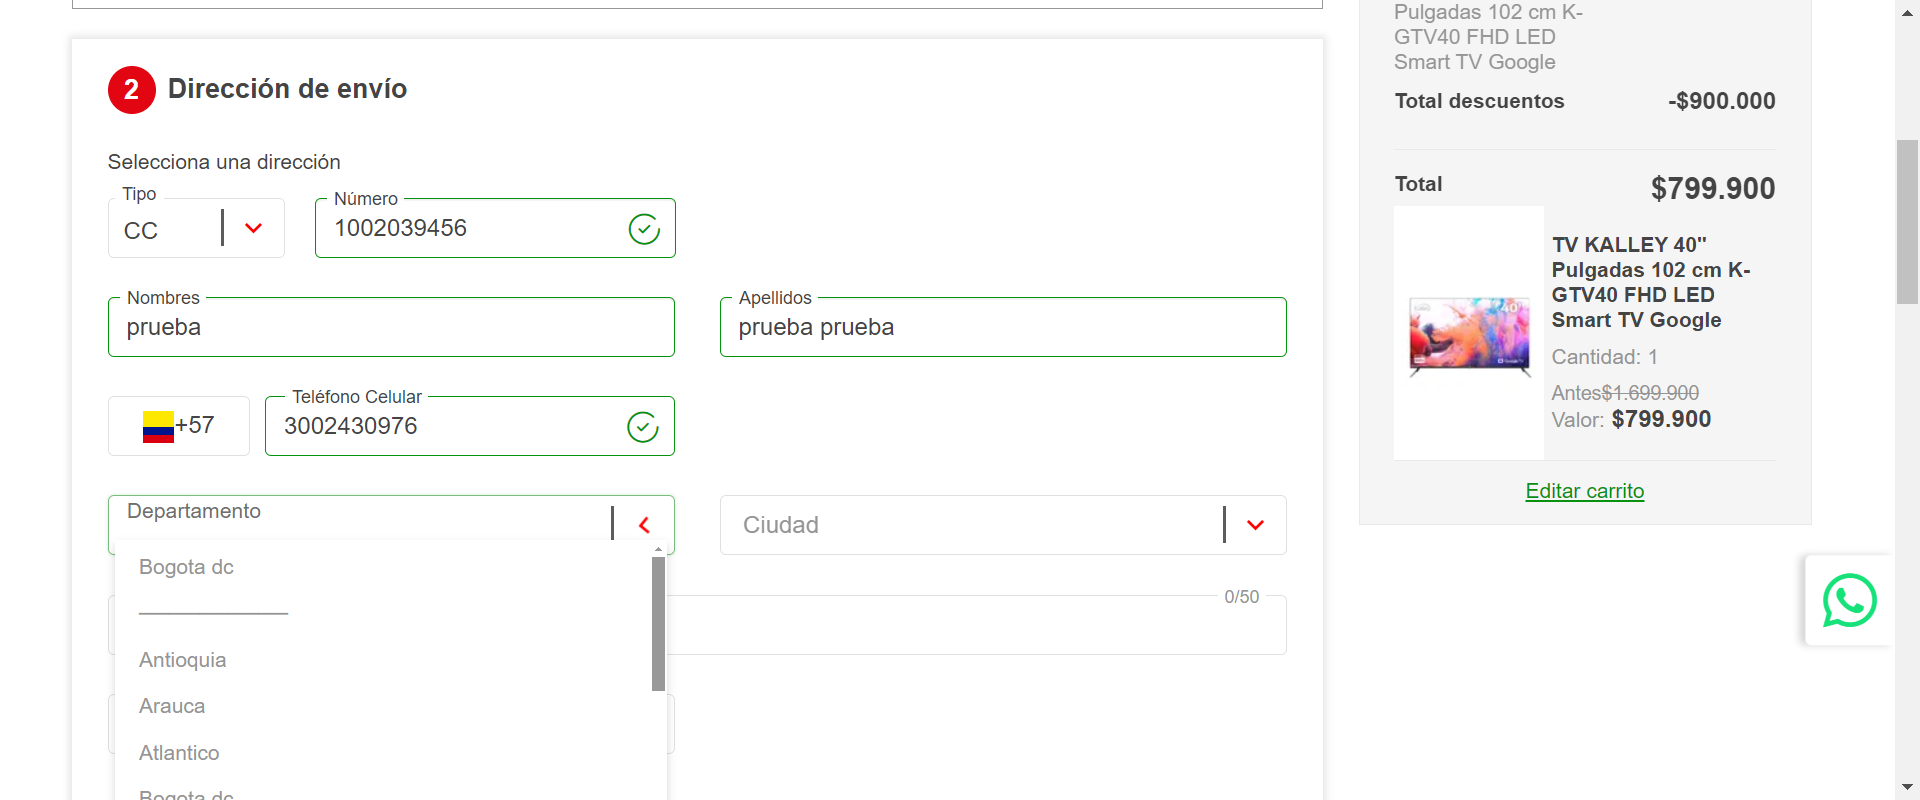 2 Dirección de envío
Selecciona una dirección
Tipo
CC
Número
1002039456
Nombres
prueba
Apellidos
prueba prueba
+57
Teléfono Celular
3002430976
Departamento
Ciudad
Bogota dc
Antioquia
Arauca
Atlantico
Bogota dc
0/50
Pulgadas 102 cm K-
GTV40 FHD LED
Smart TV Google
Total descuentos -$900.000
Total $799.900
TV KALLEY 40"
Pulgadas 102 cm K-
GTV40 FHD LED
Smart TV Google
Cantidad: 1
Antes$1.699.900
Valor: $799.900
Editar carrito